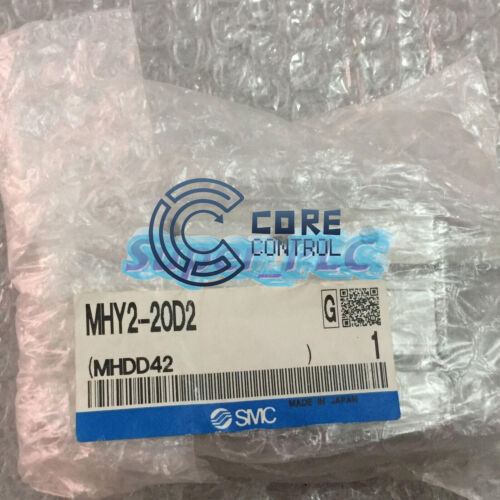 CORE
CONTROL
MHY2-20D2
G
(MHDD42 )
1
MADE IN JAPAN
SMC